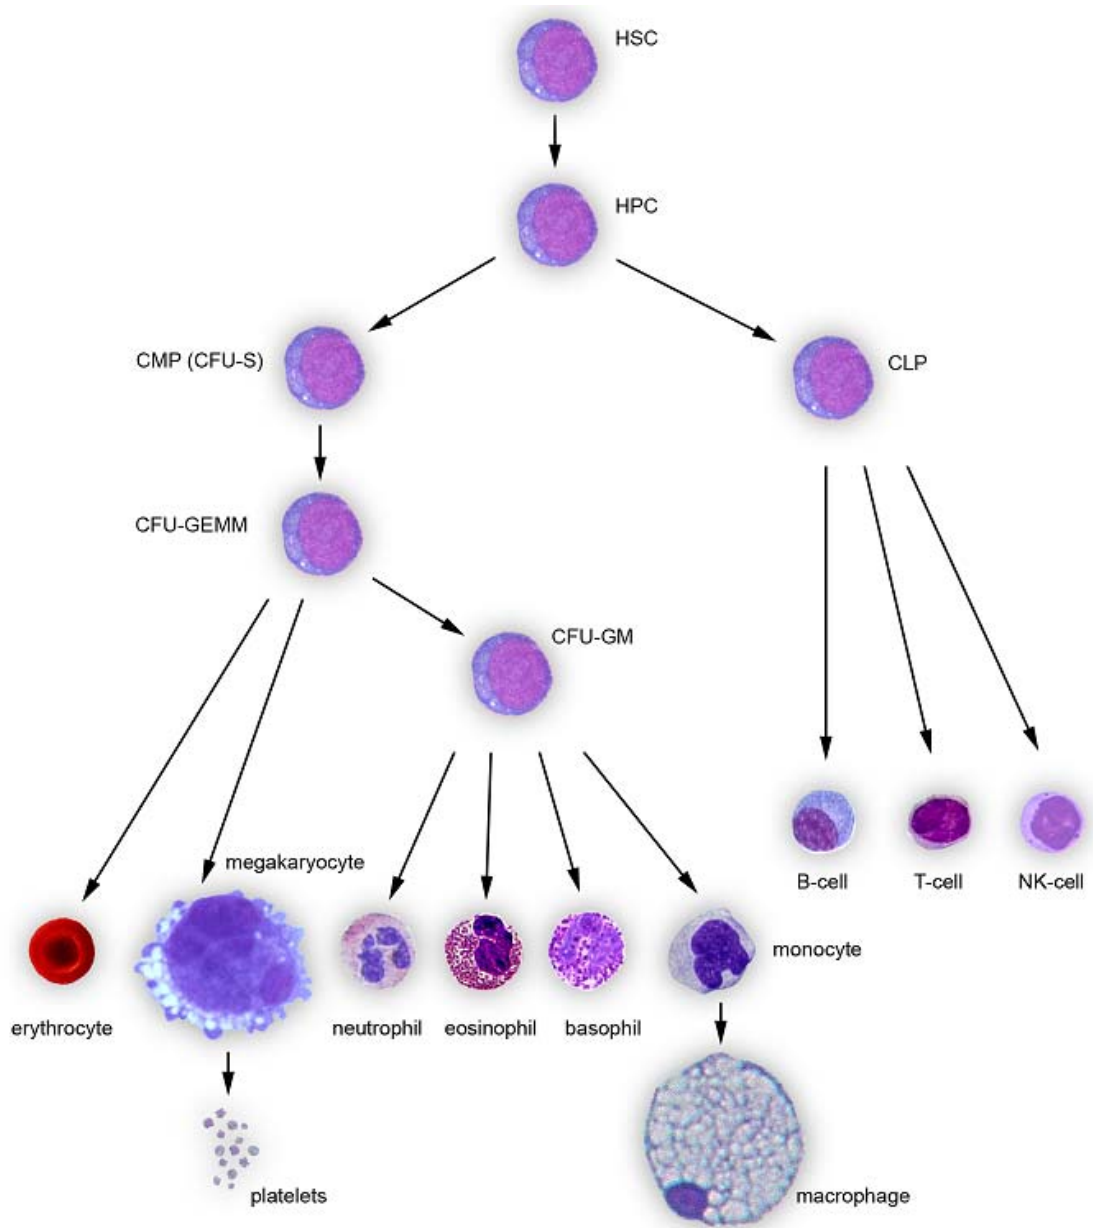 HSC
HPC
CMP (CFU-S)
CLP
CFU-GEMM
CFU-GM
megakaryocyte
B-cell
T-cell
NK-cell
monocyte
erythrocyte
neutrophil
eosinophil
basophil
platelets
macrophage